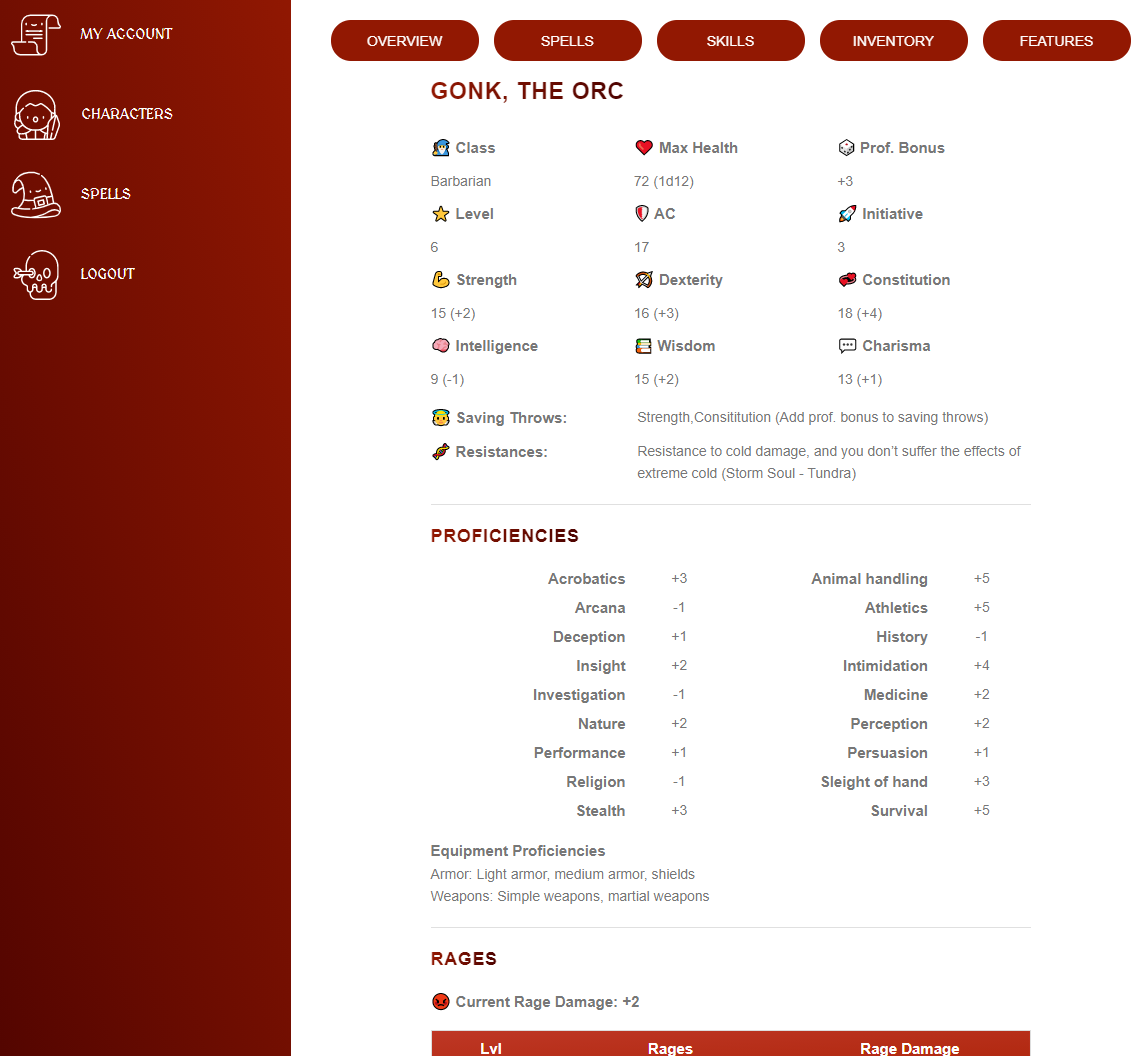 MY ACCOUNT
CHARACTERS
SPELLS
LOGOUT
OVERVIEW SPELLS SKILLS INVENTORY FEATURES
GONK, THE ORC
Class Max Health Prof. Bonus
Barbarian 72 (1d12) +3
Level AC Initiative
6 17 3
Strength Dexterity Constitution
15 (+2) 16 (+3) 18 (+4)
Intelligence Wisdom Charisma
9 (-1) 15 (+2) 13 (+1)
Saving Throws: Strength,Consititution (Add prof. bonus to saving throws)
Resistances: Resistance to cold damage, and you don’t suffer the effects of
extreme cold (Storm Soul - Tundra)
PROFICIENCIES
Acrobatics +3 Animal handling +5
Arcana -1 Athletics +5
Deception +1 History -1
Insight +2 Intimidation +4
Investigation -1 Medicine +2
Nature +2 Perception +2
Performance +1 Persuasion +1
Religion -1 Sleight of hand +3
Stealth +3 Survival +5
Equipment Proficiencies
Armor: Light armor, medium armor, shields
Weapons: Simple weapons, martial weapons
RAGES
Current Rage Damage: +2
Lvl Rages Rage Damage